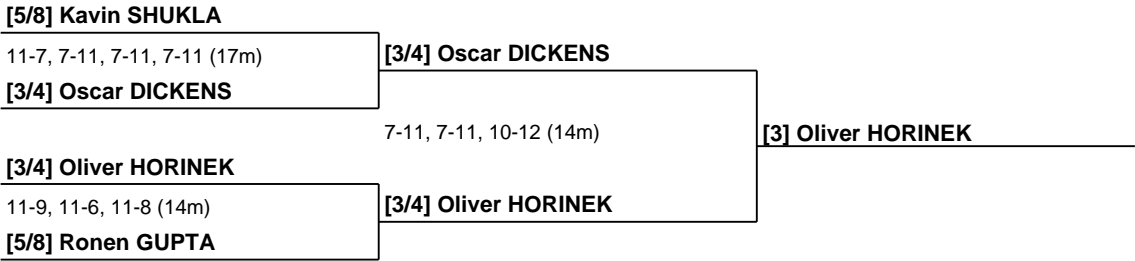 [5/8] Kavin SHUKLA
11-7, 7-11, 7-11, 7-11 (17m)
[3/4] Oscar DICKENS
[3/4] Oscar DICKENS
7-11, 7-11, 10-12 (14m)
[3] Oliver HORINEK
[3/4] Oliver HORINEK
11-9, 11-6, 11-8 (14m)
[3/4] Oliver HORINEK
[5/8] Ronen GUPTA